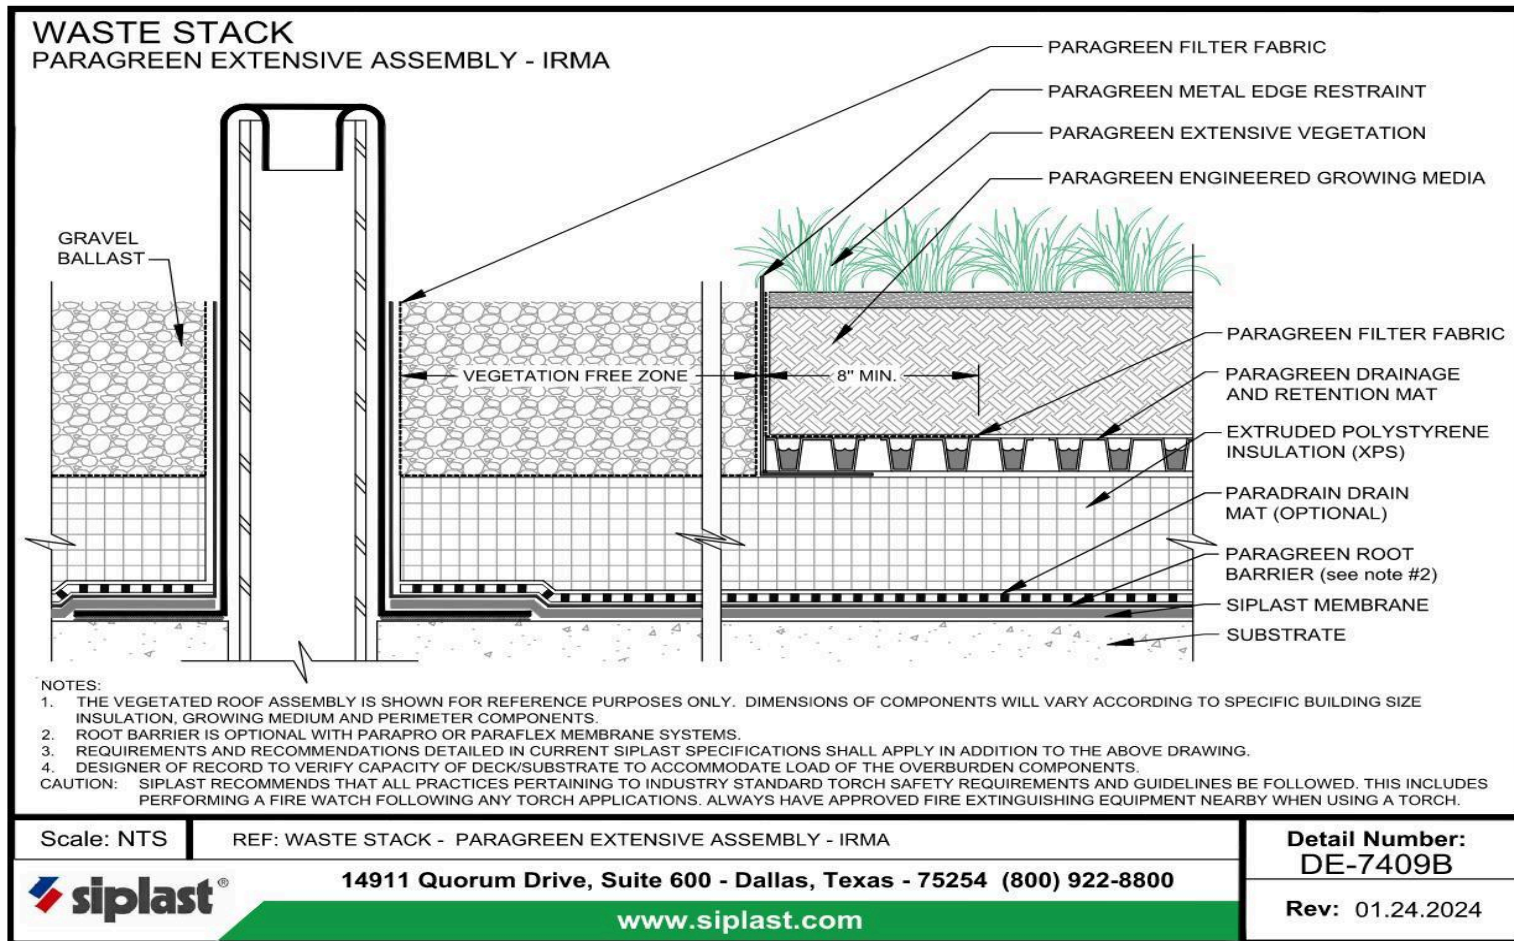 WASTE STACK
PARAGREEN EXTENSIVE ASSEMBLY - IRMA
PARAGREEN FILTER FABRIC
PARAGREEN METAL EDGE RESTRAINT
PARAGREEN EXTENSIVE VEGETATION
PARAGREEN ENGINEERED GROWING MEDIA
GRAVEL
BALLAST
PARAGREEN FILTER FABRIC
VEGETATION FREE ZONE
8" MIN.
PARAGREEN DRAINAGE
AND RETENTION MAT
EXTRUDED POLYSTYRENE
INSULATION (XPS)
PARADRAIN DRAIN
MAT (OPTIONAL)
PARAGREEN ROOT
BARRIER (see note #2)
SIPLAST MEMBRANE
SUBSTRATE
NOTES:
1. THE VEGETATED ROOF ASSEMBLY IS SHOWN FOR REFERENCE PURPOSES ONLY. DIMENSIONS OF COMPONENTS WILL VARY ACCORDING TO SPECIFIC BUILDING SIZE
INSULATION, GROWING MEDIUM AND PERIMETER COMPONENTS.
2. ROOT BARRIER IS OPTIONAL WITH PARAPRO OR PARAFLEX MEMBRANE SYSTEMS.
3. REQUIREMENTS AND RECOMMENDATIONS DETAILED IN CURRENT SIPLAST SPECIFICATIONS SHALL APPLY IN ADDITION TO THE ABOVE DRAWING.
4. DESIGNER OF RECORD TO VERIFY CAPACITY OF DECK/SUBSTRATE TO ACCOMMODATE LOAD OF THE OVERBURDEN COMPONENTS.
CAUTION: SIPLAST RECOMMENDS THAT ALL PRACTICES PERTAINING TO INDUSTRY STANDARD TORCH SAFETY REQUIREMENTS AND GUIDELINES BE FOLLOWED. THIS INCLUDES
PERFORMING A FIRE WATCH FOLLOWING ANY TORCH APPLICATIONS. ALWAYS HAVE APPROVED FIRE EXTINGUISHING EQUIPMENT NEARBY WHEN USING A TORCH.
Scale: NTS
REF: WASTE STACK - PARAGREEN EXTENSIVE ASSEMBLY - IRMA
Detail Number:
DE-7409B
siplast®
14911 Quorum Drive, Suite 600 - Dallas, Texas - 75254 (800) 922-8800
www.siplast.com
Rev: 01.24.2024